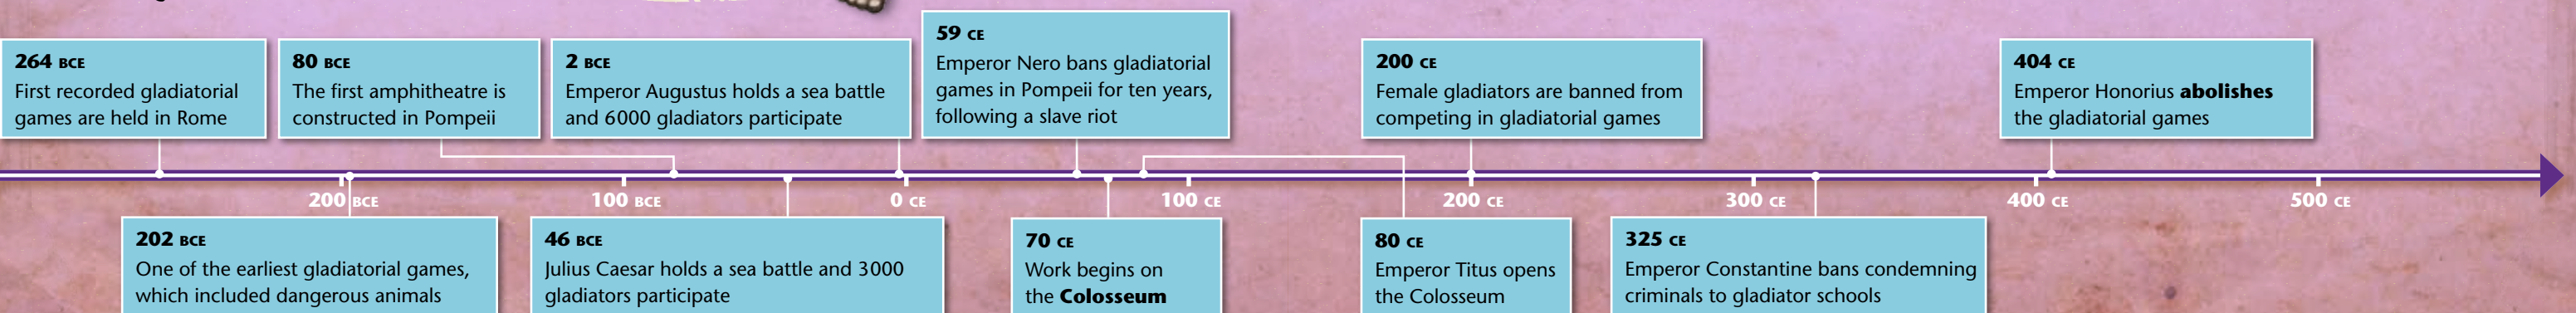 264 BCE
First recorded gladiatorial
games are held in Rome
80 BCE
The first amphitheatre is
constructed in Pompeii
2 BCE
Emperor Augustus holds a sea battle
and 6000 gladiators participate
59 CE
Emperor Nero bans gladiatorial
games in Pompeii for ten years,
following a slave riot
200 CE
Female gladiators are banned from
competing in gladiatorial games
404 CE
Emperor Honorius abolishes
the gladiatorial games
200 BCE
100 BCE
0 CE
100 CE
200 CE
300 CE
400 CE
500 CE
202 BCE
One of the earliest gladiatorial games,
which included dangerous animals
46 BCE
Julius Caesar holds a sea battle and 3000
gladiators participate
70 CE
Work begins on
the Colosseum
80 CE
Emperor Titus opens
the Colosseum
325 CE
Emperor Constantine bans condemning
criminals to gladiator schools